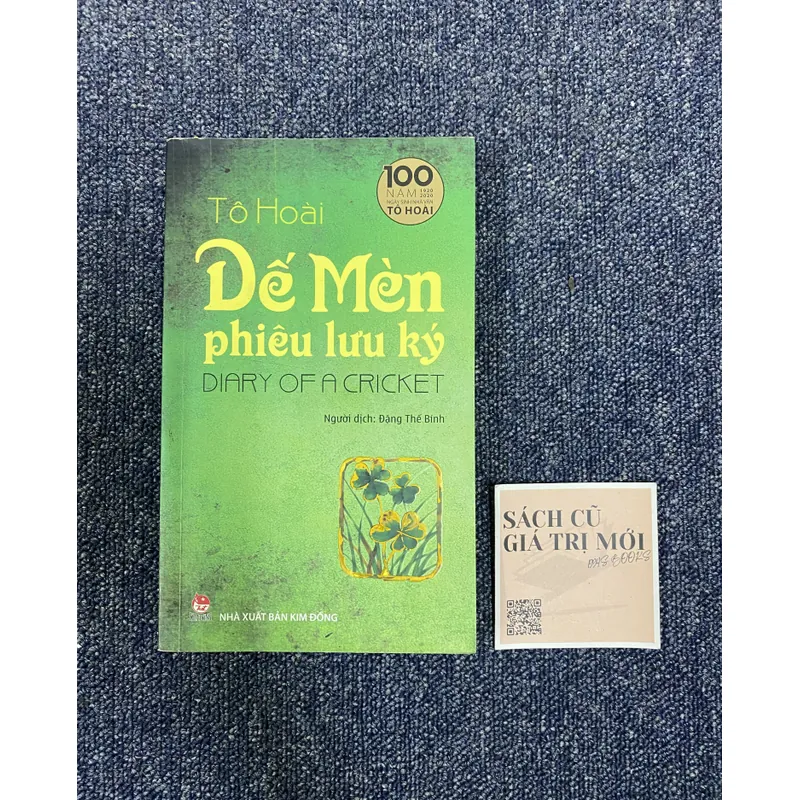 Tô Hoài
100
NĂM 1920 2020
NGÀY SINH NHÀ VĂN
TÔ HOÀI
Dế Mèn
phiêu lưu ký
DIARY OF A CRICKET
Người dịch: Đặng Thế Bính
NHÀ XUẤT BẢN KIM ĐỒNG
SÁCH CŨ
GIÁ TRỊ MỚI